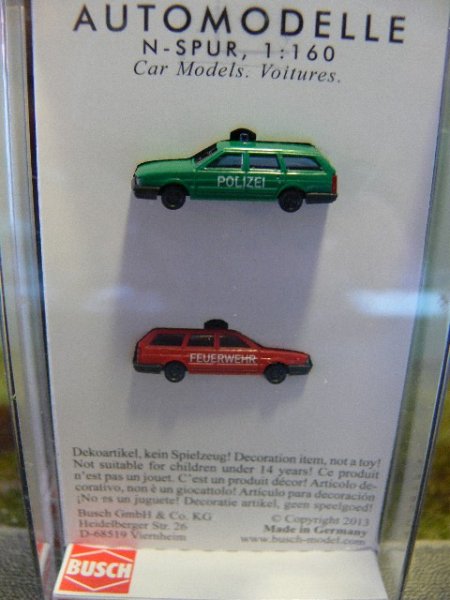 AUTOMODELLE
N-SPUR, 1:160
Car Models. Voitures.
POLIZEI
FEUERWEHR
Dekoartikel, kein Spielzeug! Decoration item, not a toy!
Not suitable for children under 14 years! Ce produit
n'est pas un jouet. C'est un produit décor! Articolo de-
corativo, non è un giocattolo! Artículo para decoración
¡No es un juguete! Decoratie artikel, geen speelgoed!
Busch GmbH & Co. KG
© Copyright 2013
Heidelberger Str. 26
Made in Germany
D-68519 Viernheim
www.busch-model.com
BUSCH